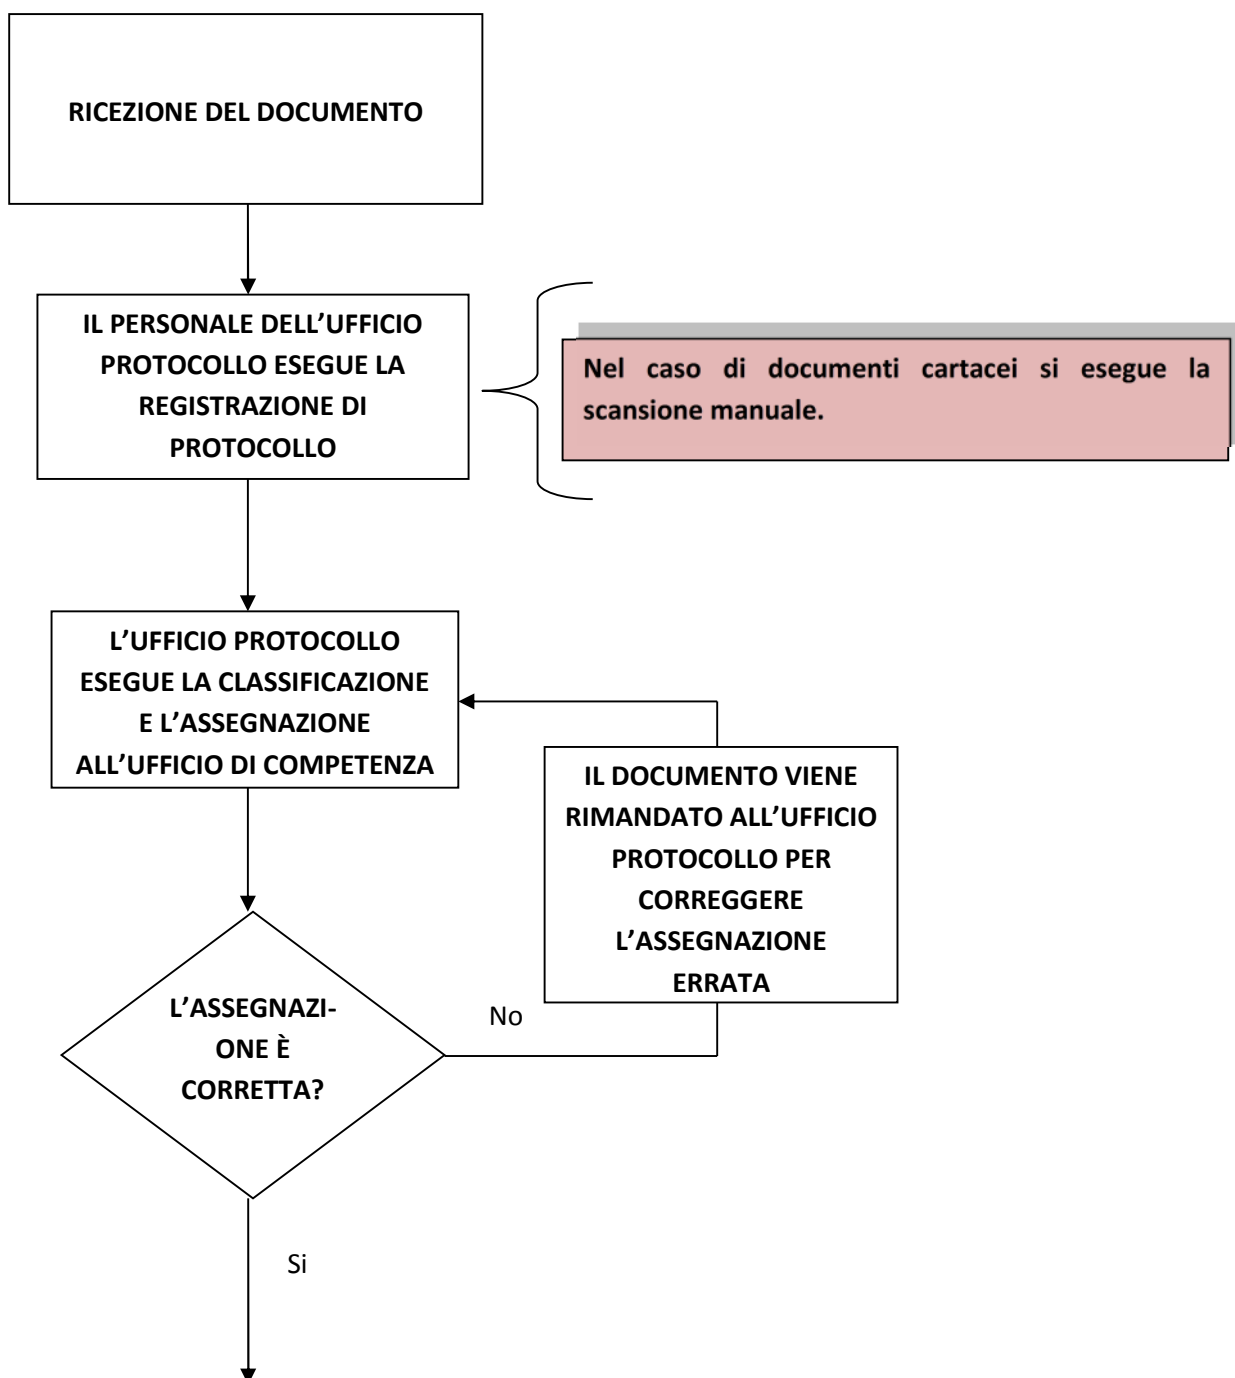 RICEZIONE DEL DOCUMENTO
IL PERSONALE DELL’UFFICIO
PROTOCOLLO ESEGUE LA
REGISTRAZIONE DI
PROTOCOLLO
Nel caso di documenti cartacei si esegue la
scansione manuale.
L’UFFICIO PROTOCOLLO
ESEGUE LA CLASSIFICAZIONE
E L’ASSEGNAZIONE
ALL’UFFICIO DI COMPETENZA
IL DOCUMENTO VIENE
RIMANDATO ALL’UFFICIO
PROTOCOLLO PER
CORREGGERE
L’ASSEGNAZIONE
ERRATA
L’ASSEGNAZI-
ONE È
CORRETTA?
No
Si